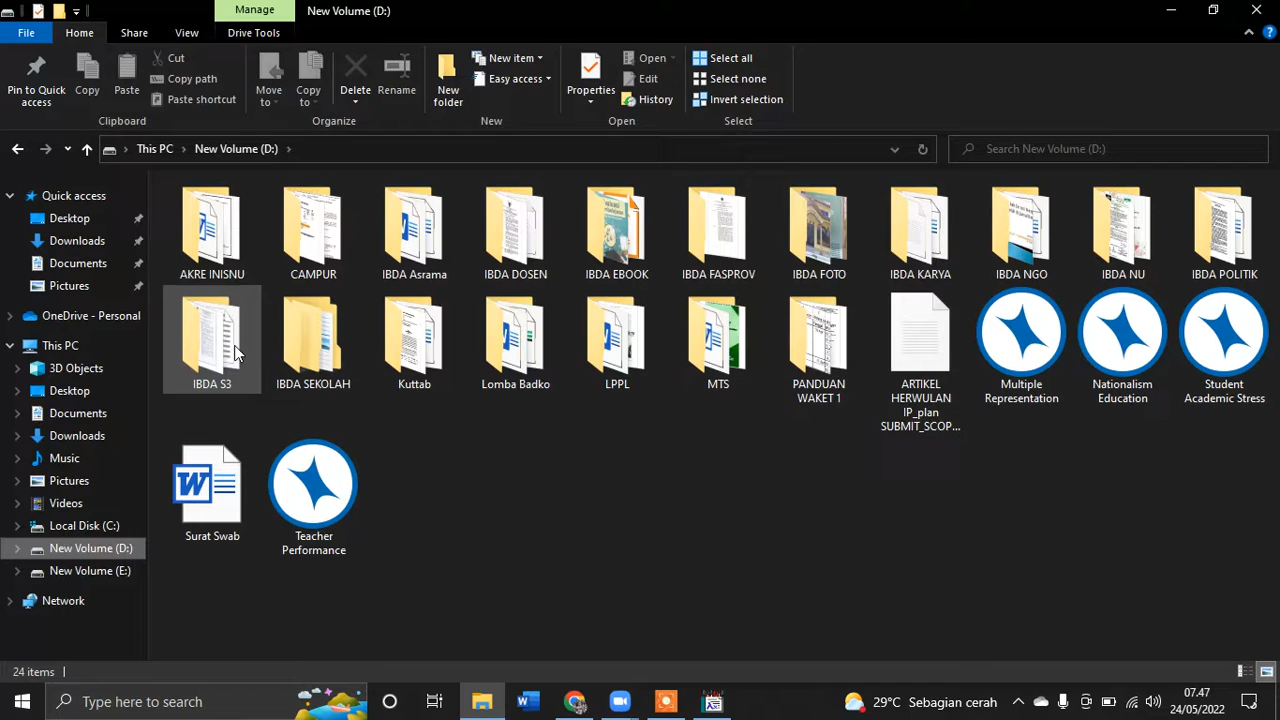 Manage
New Volume (D:)
File
Home
Share
View
Drive Tools
Pin to Quick access
Copy
Paste
Cut
Copy path
Paste shortcut
Clipboard
Move to
Copy to
Delete
Rename
Organize
New folder
New item
Easy access
New
Properties
Open
Edit
History
Open
Select all
Select none
Invert selection
Select
This PC
New Volume (D:)
Search New Volume (D:)
Quick access
Desktop
Downloads
Documents
Pictures
OneDrive - Personal
This PC
3D Objects
Desktop
Documents
Downloads
Music
Pictures
Videos
Local Disk (C:)
New Volume (D:)
New Volume (E:)
Network
AKRE INISNU
CAMPUR
IBDA Asrama
IBDA DOSEN
IBDA EBOOK
IBDA FASPROV
IBDA FOTO
IBDA KARYA
IBDA NGO
IBDA NU
IBDA POLITIK
IBDA S3
IBDA SEKOLAH
Kuttab
Lomba Badko
LPPL
MTS
PANDUAN
WAKET 1
ARTIKEL
HERWULAN
IP_plan
SUBMIT_SCOP...
Multiple
Representation
Nationalism
Education
Student
Academic Stress
Surat Swab
Teacher
Performance
24 items
Type here to search
29°C Sebagian cerah
07.47
24/05/2022